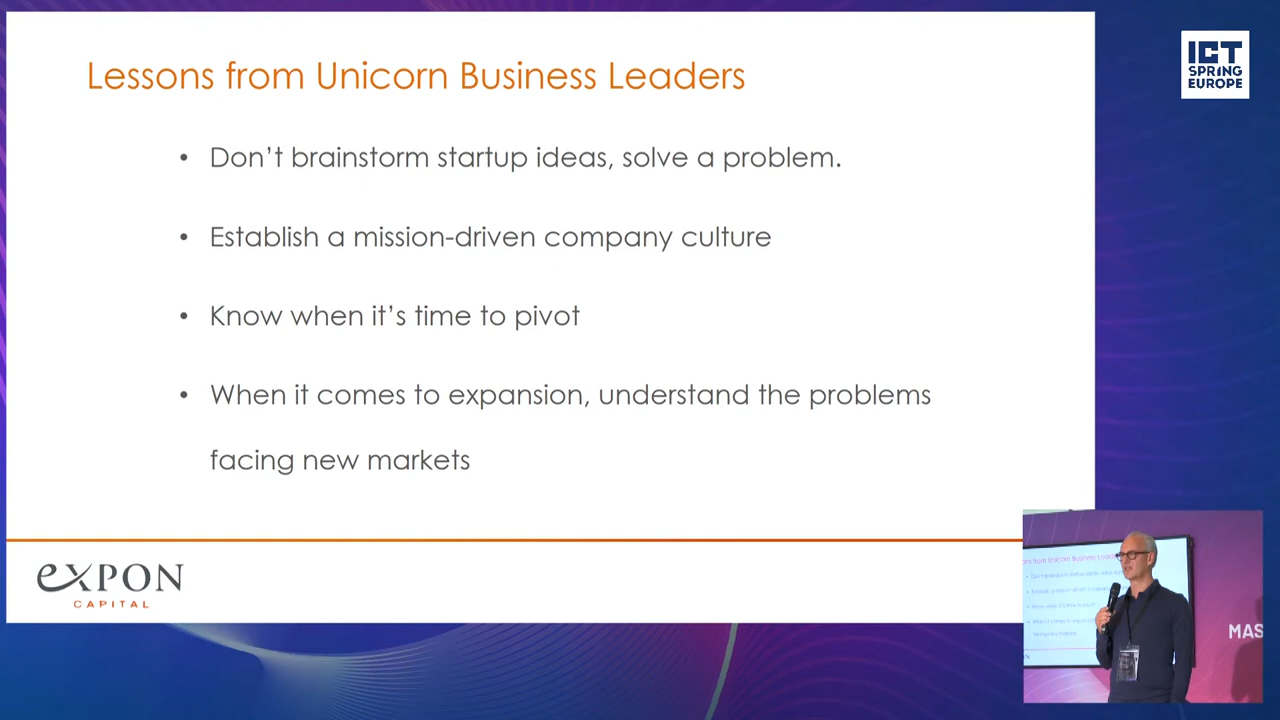 Lessons from Unicorn Business Leaders
ICT
SPRING
EUROPE
• Don’t brainstorm startup ideas, solve a problem.
• Establish a mission-driven company culture
• Know when it’s time to pivot
• When it comes to expansion, understand the problems
facing new markets
exPON
CAPITAL
MAS